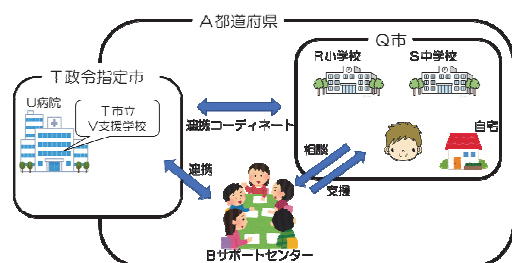 A都道府県
Q市
R小学校
S中学校
T政令指定市
U病院
T市立
V支援学校
連携コーディネート
自宅
相談
連携
支援
Bサポートセンター